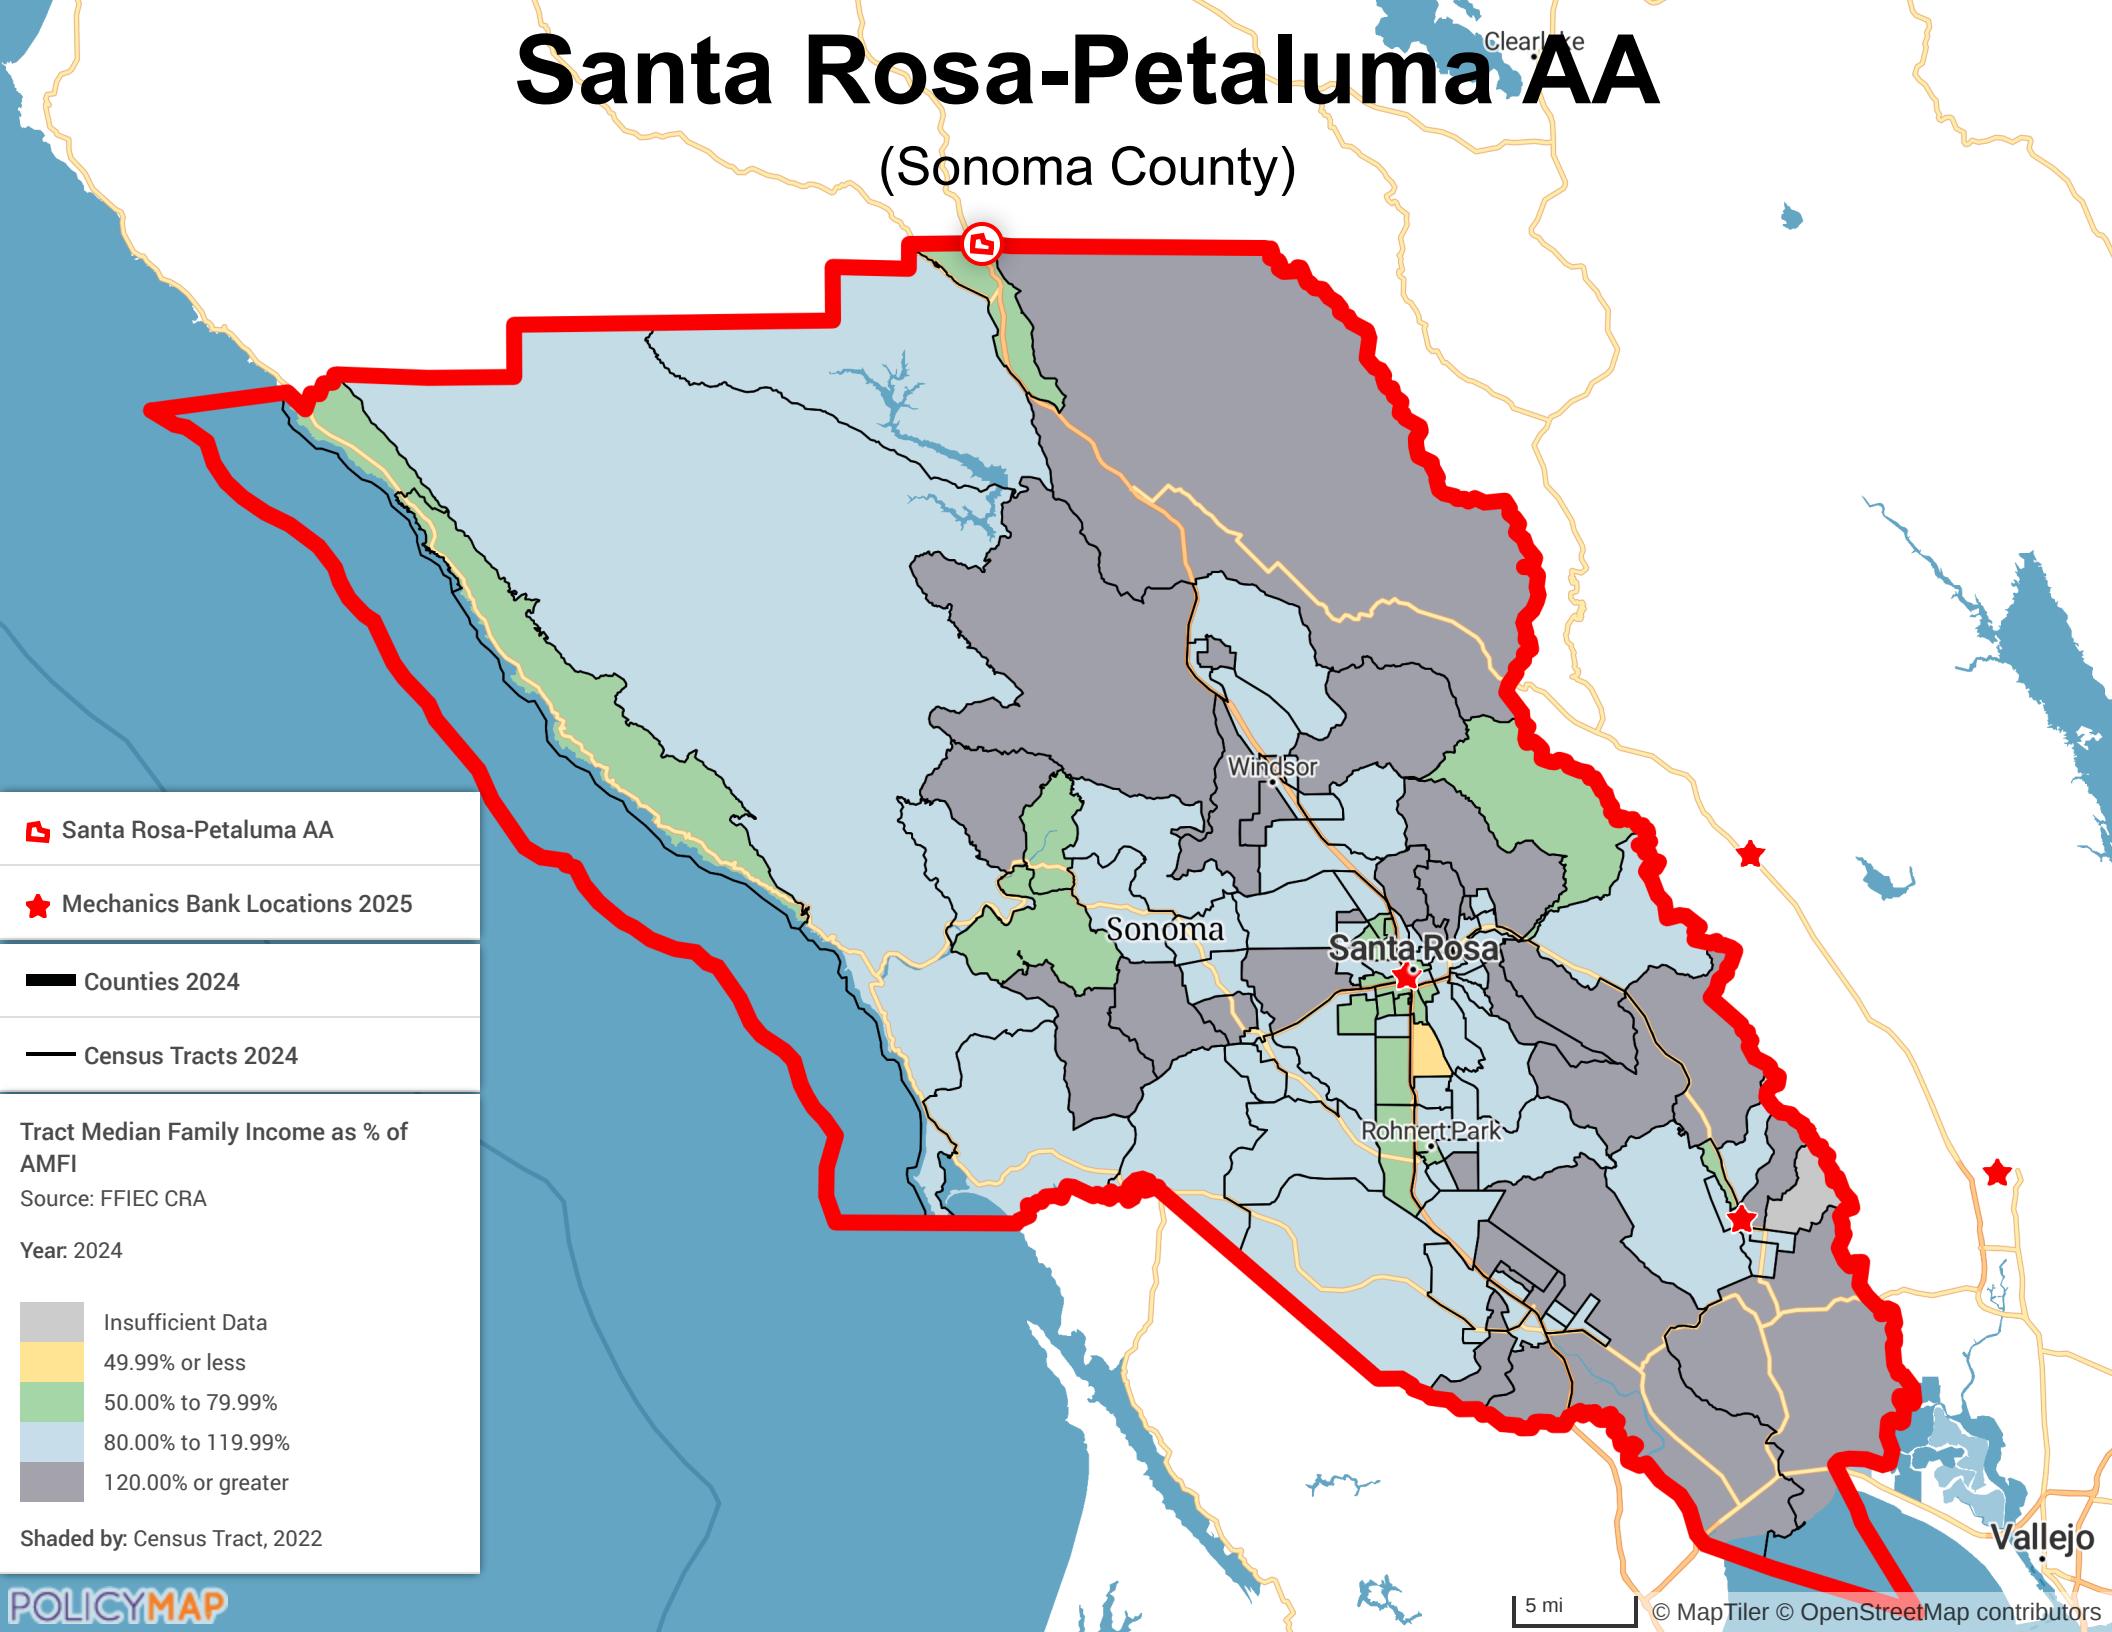 Santa Rosa-Petaluma AA
(Sonoma County)
Clearlake
Windsor
Sonoma
Santa Rosa
Rohnert Park
Vallejo
Santa Rosa-Petaluma AA
Mechanics Bank Locations 2025
Counties 2024
Census Tracts 2024
Tract Median Family Income as % of
AMFI
Source: FFIEC CRA
Year: 2024
Insufficient Data
49.99% or less
50.00% to 79.99%
80.00% to 119.99%
120.00% or greater
Shaded by: Census Tract, 2022
POLICYMAP
5 mi
© MapTiler © OpenStreetMap contributors